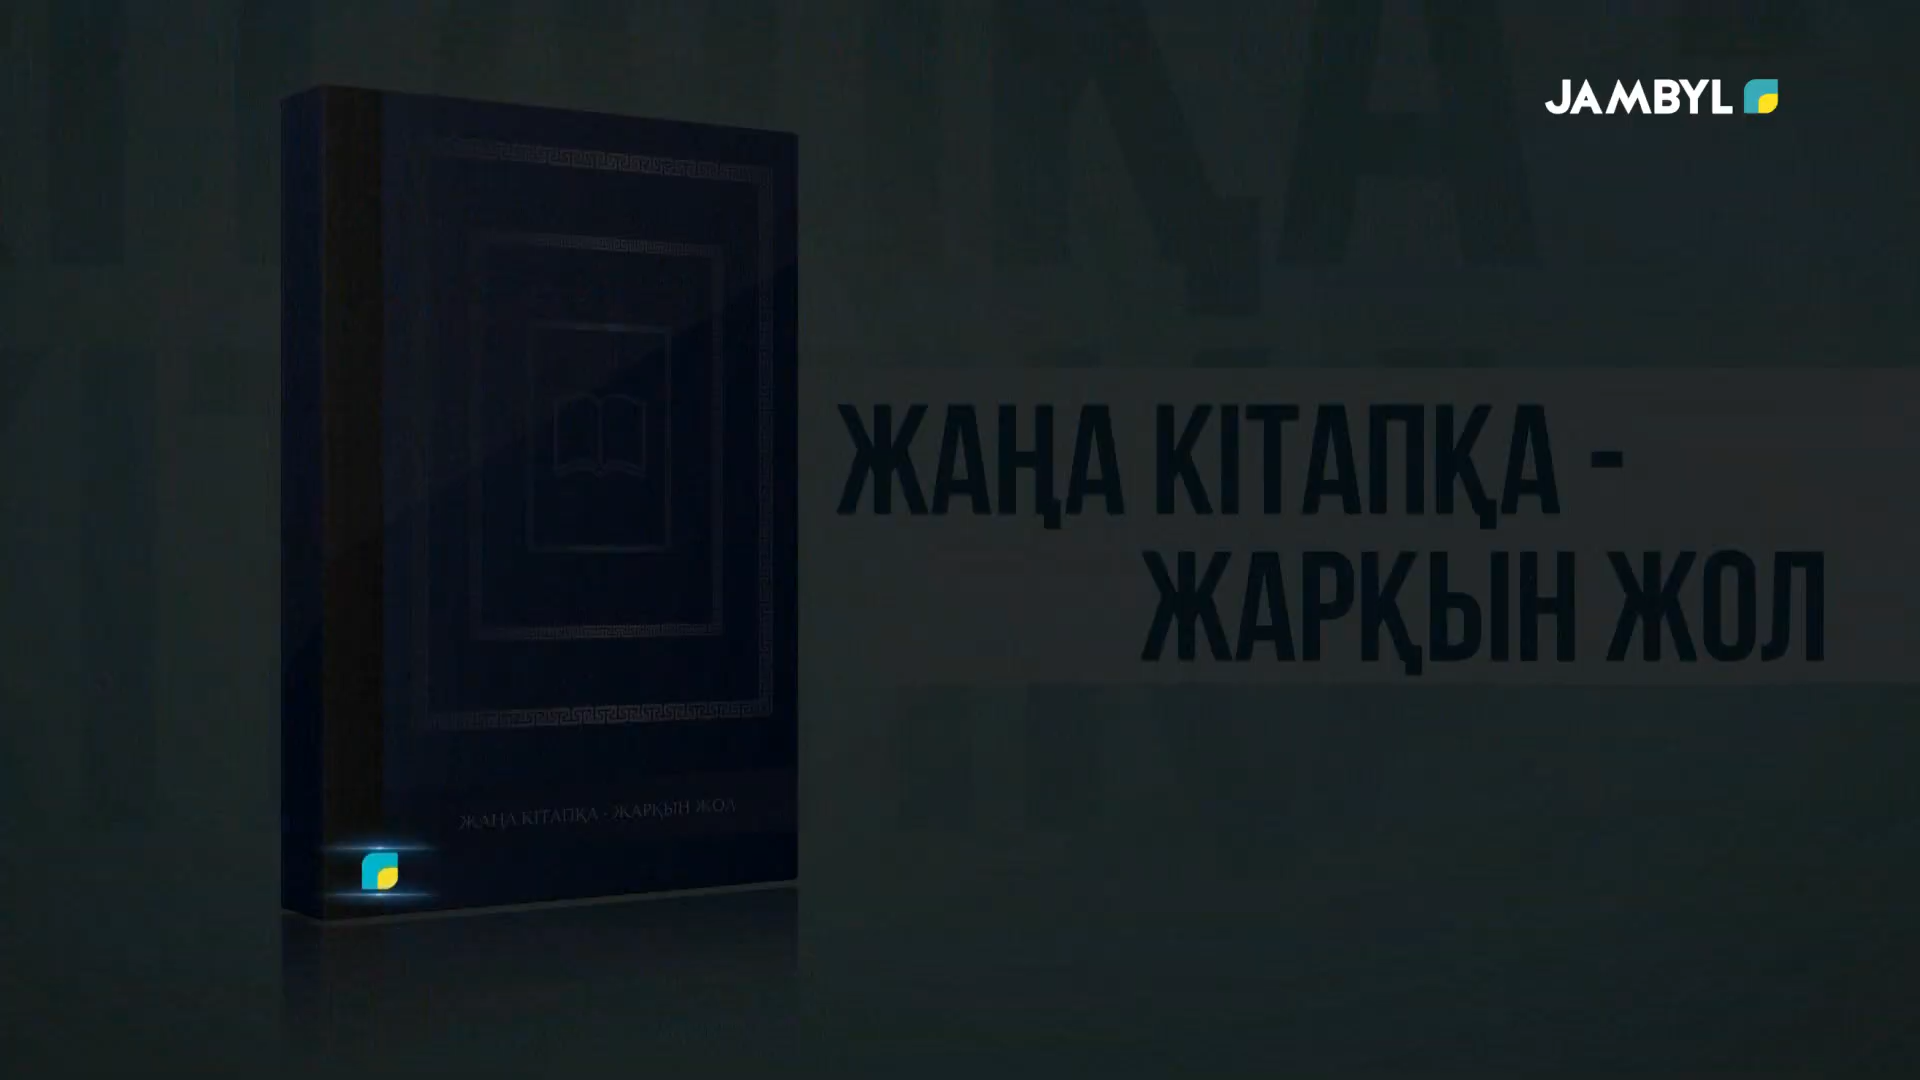 JAMBYL
ЖАҢА КІТАПҚА -
ЖАРҚЫН ЖОЛ
ЖАҢА КІТАПҚА - ЖАРҚЫН ЖОЛ